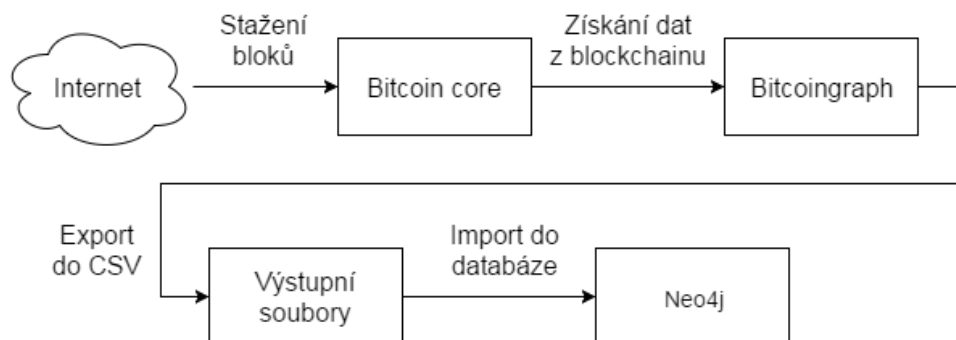 Stažení
bloků
Získání dat
z blockchainu
Internet
Bitcoin core
Bitcoingraph
Export
do CSV
Import do
databáze
Výstupní
soubory
Neo4j